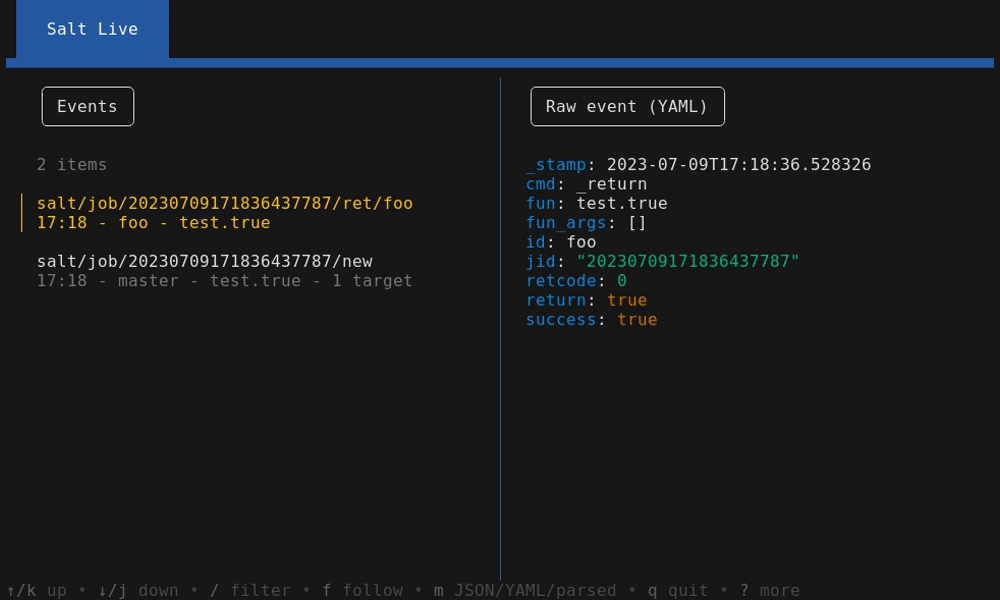 Salt Live
Events
2 items
salt/job/20230709171836437787/ret/foo
17:18 - foo - test.true
salt/job/20230709171836437787/new
17:18 - master - test.true - 1 target
Raw event (YAML)
_stamp: 2023-07-09T17:18:36.528326
cmd: _return
fun: test.true
fun_args: []
id: foo
jid: "20230709171836437787"
retcode: 0
return: true
success: true
↑/k up • ↓/j down • / filter • f follow • m JSON/YAML/parsed • q quit • ? more